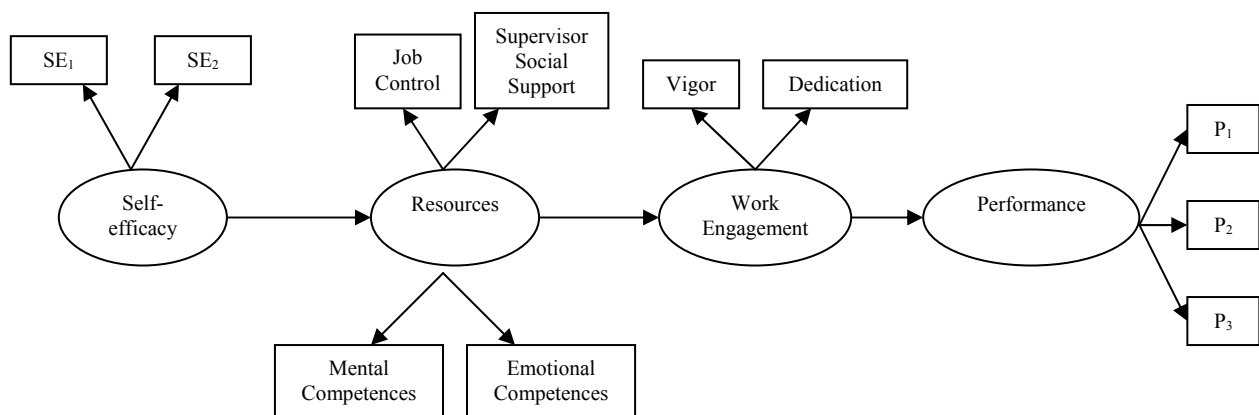 SE₁
SE₂
Job
Control
Supervisor
Social
Support
Vigor
Dedication
P₁
Self-
efficacy
Resources
Work
Engagement
Performance
P₂
P₃
Mental
Competences
Emotional
Competences